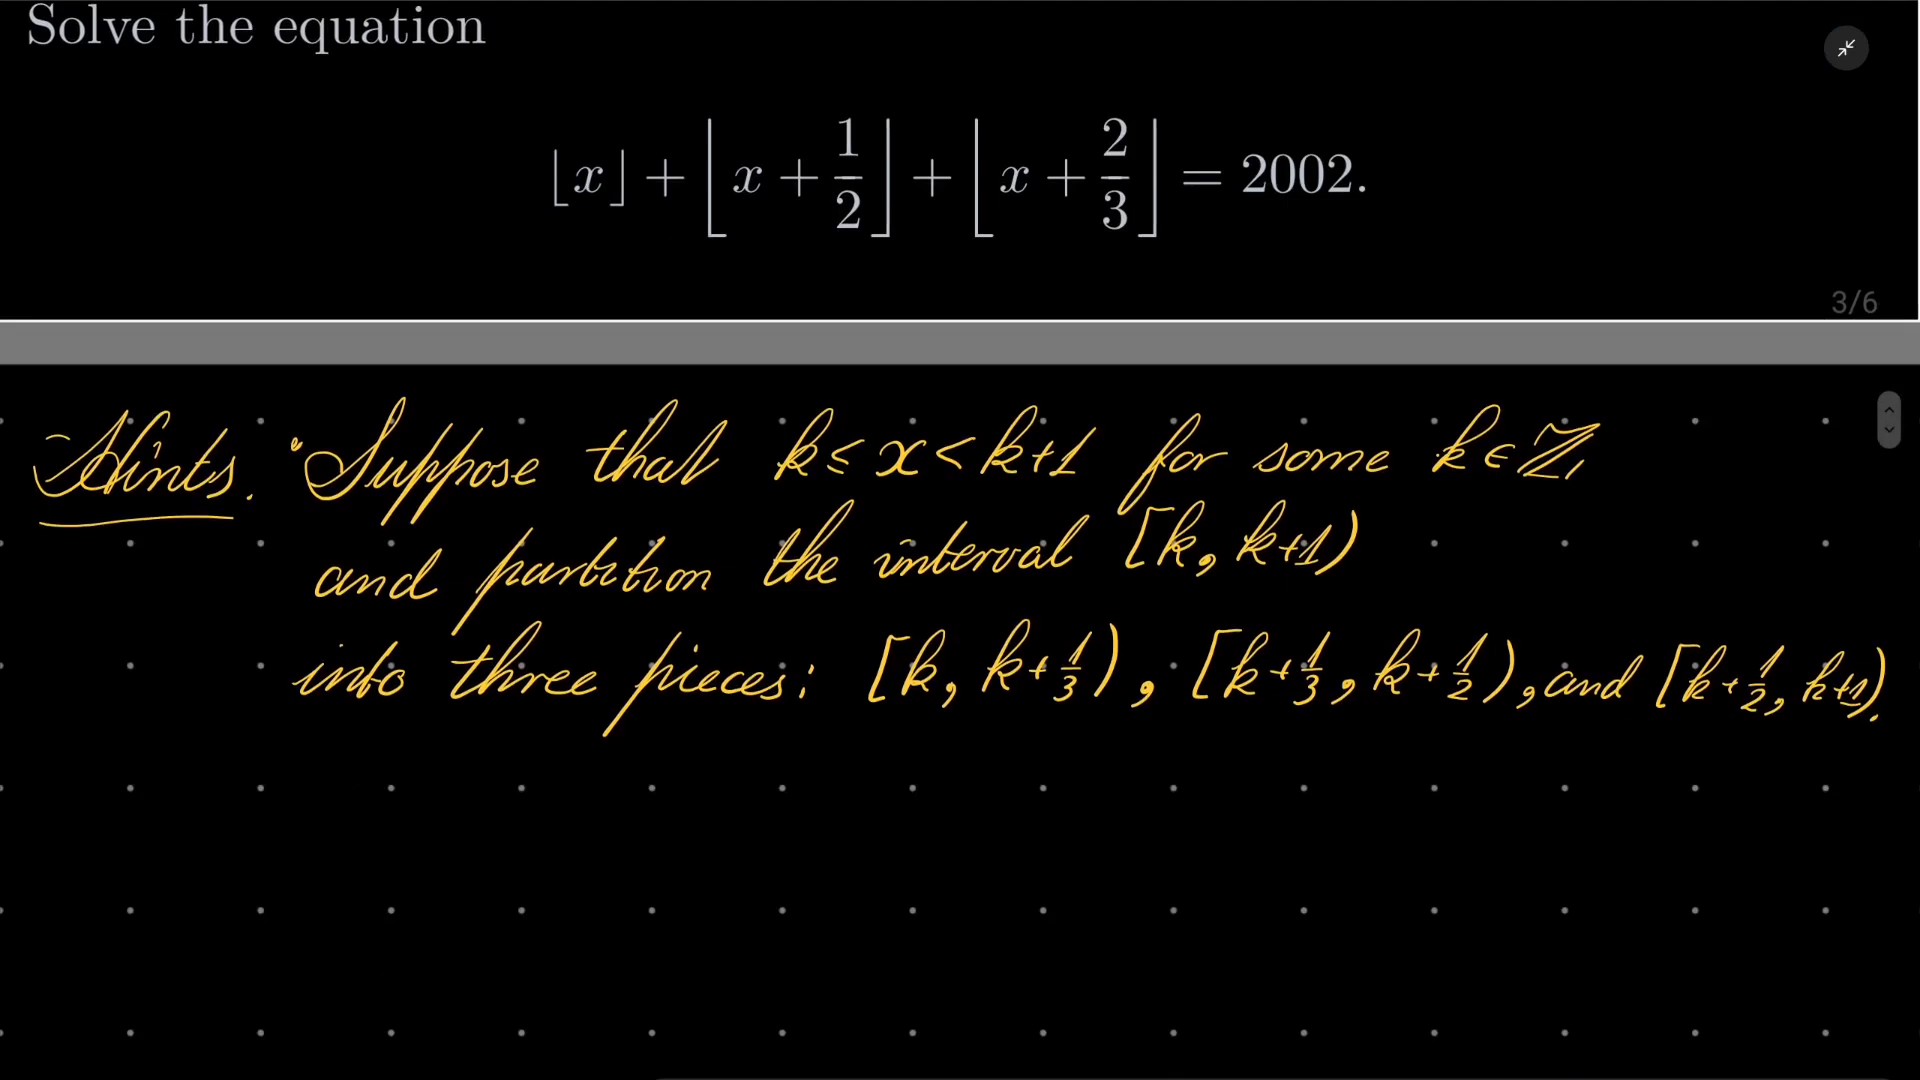 Solve the equation
⌊x⌋ + ⌊x + 1/2⌋ + ⌊x + 2/3⌋ = 2002.
3/6
Hints. • Suppose that k ≤ x < k+1 for some k ∈ ℤ,
and partition the interval [k, k+1)
into three pieces: [k, k+1/3), [k+1/3, k+1/2), and [k+1/2, k+1).